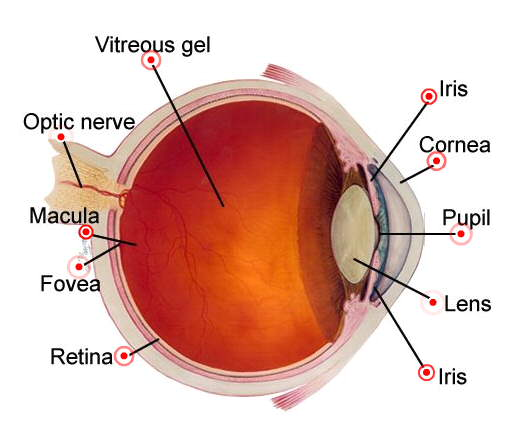 Vitreous gel
Iris
Optic nerve
Cornea
Macula
Pupil
Fovea
Lens
Retina
Iris